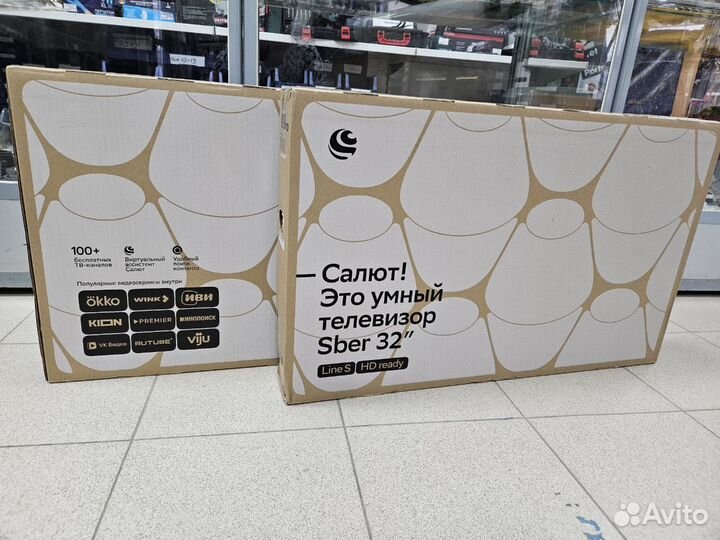 100+
бесплатных
ТВ-каналов
Виртуальный
ассистент
Салют
Удобный
поиск
контента
Популярные видеосервисы внутри
ökko
WINK
иви
KION
PREMIER
КИНОПОИСК
VK Видео
RUTUBE
viju
— Салют!
Это умный
телевизор
Sber 32”
Line S
HD ready
Avito